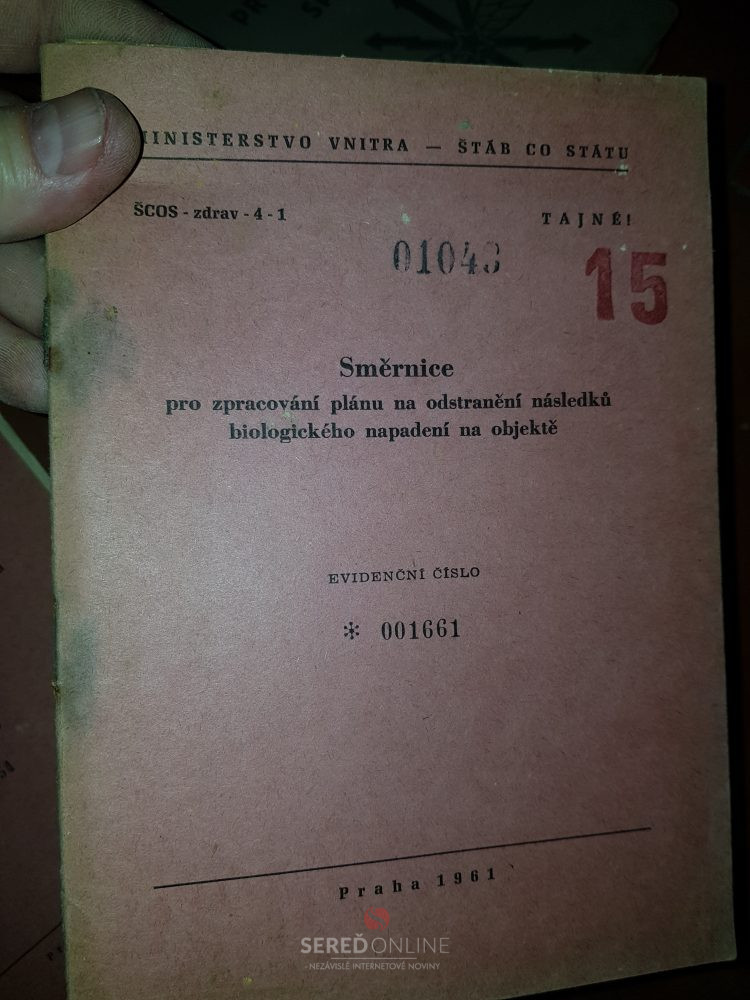 MINISTERSTVO VNITRA — ŠTÁB CO STÁTU
ŠCOS - zdrav - 4 - 1
TAJNÉ!
01043
15
Směrnice
pro zpracování plánu na odstranění následků
biologického napadení na objektě
EVIDENČNÍ ČÍSLO
* 001661
Praha 1961
SEREĎONLINE
- NEZÁVISLÉ INTERNETOVÉ NOVINY